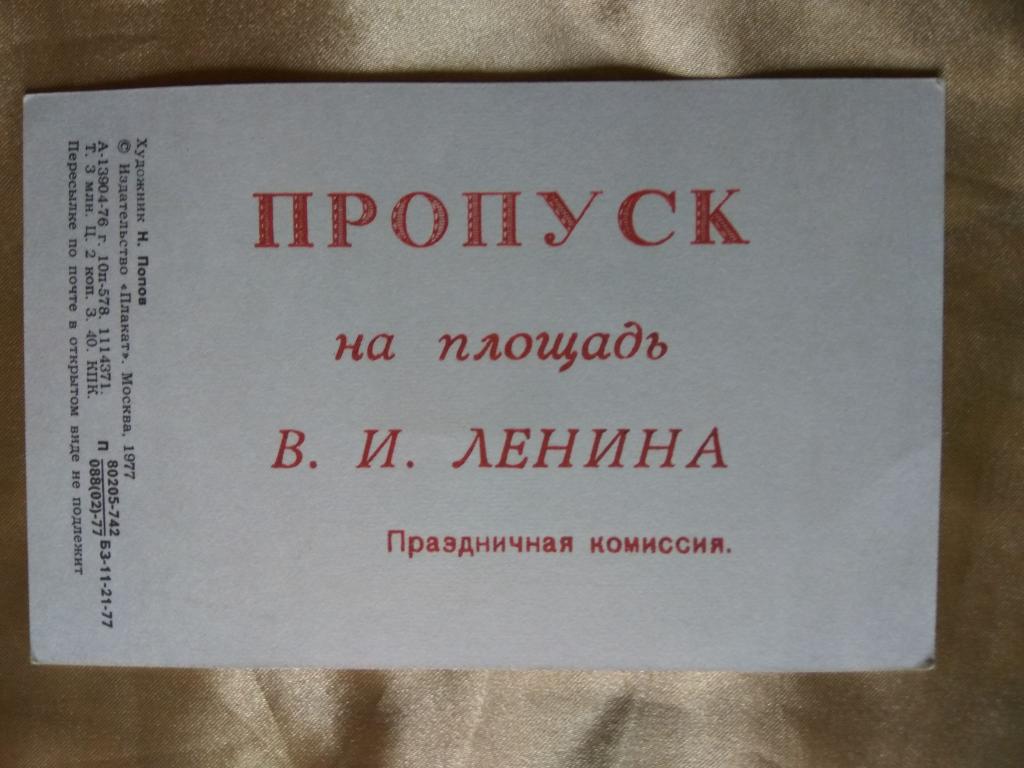 ПРОПУСК
на площадь
В. И. ЛЕНИНА
Праздничная комиссия.
Художник Н. Попов
© Издательство «Плакат». Москва, 1977
А-13904-76 г. 10п-578. 1114371.
Т. 3 млн. Ц. 2 коп. З. 40. КПК.
П 80205-742
088(02)-77 БЗ-11-21-77
Пересылке по почте в открытом виде не подлежит